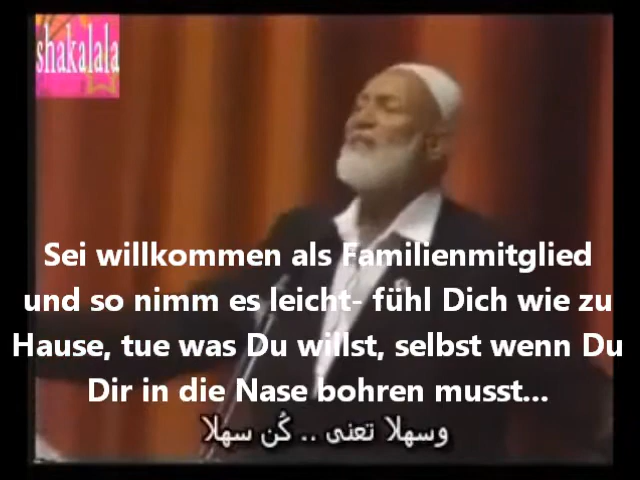 shakalala
Sei willkommen als Familienmitglied
und so nimm es leicht- fühl Dich wie zu
Hause, tue was Du willst, selbst wenn Du
Dir in die Nase bohren musst...
وسهلا تعنى .. كُن سهلا